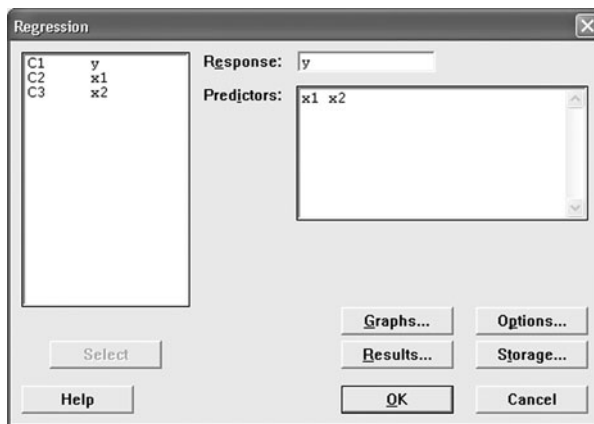 Regression
C1 y
C2 x1
C3 x2
Response: y
Predictors: x1 x2
Graphs...
Options...
Select
Results...
Storage...
Help
OK
Cancel